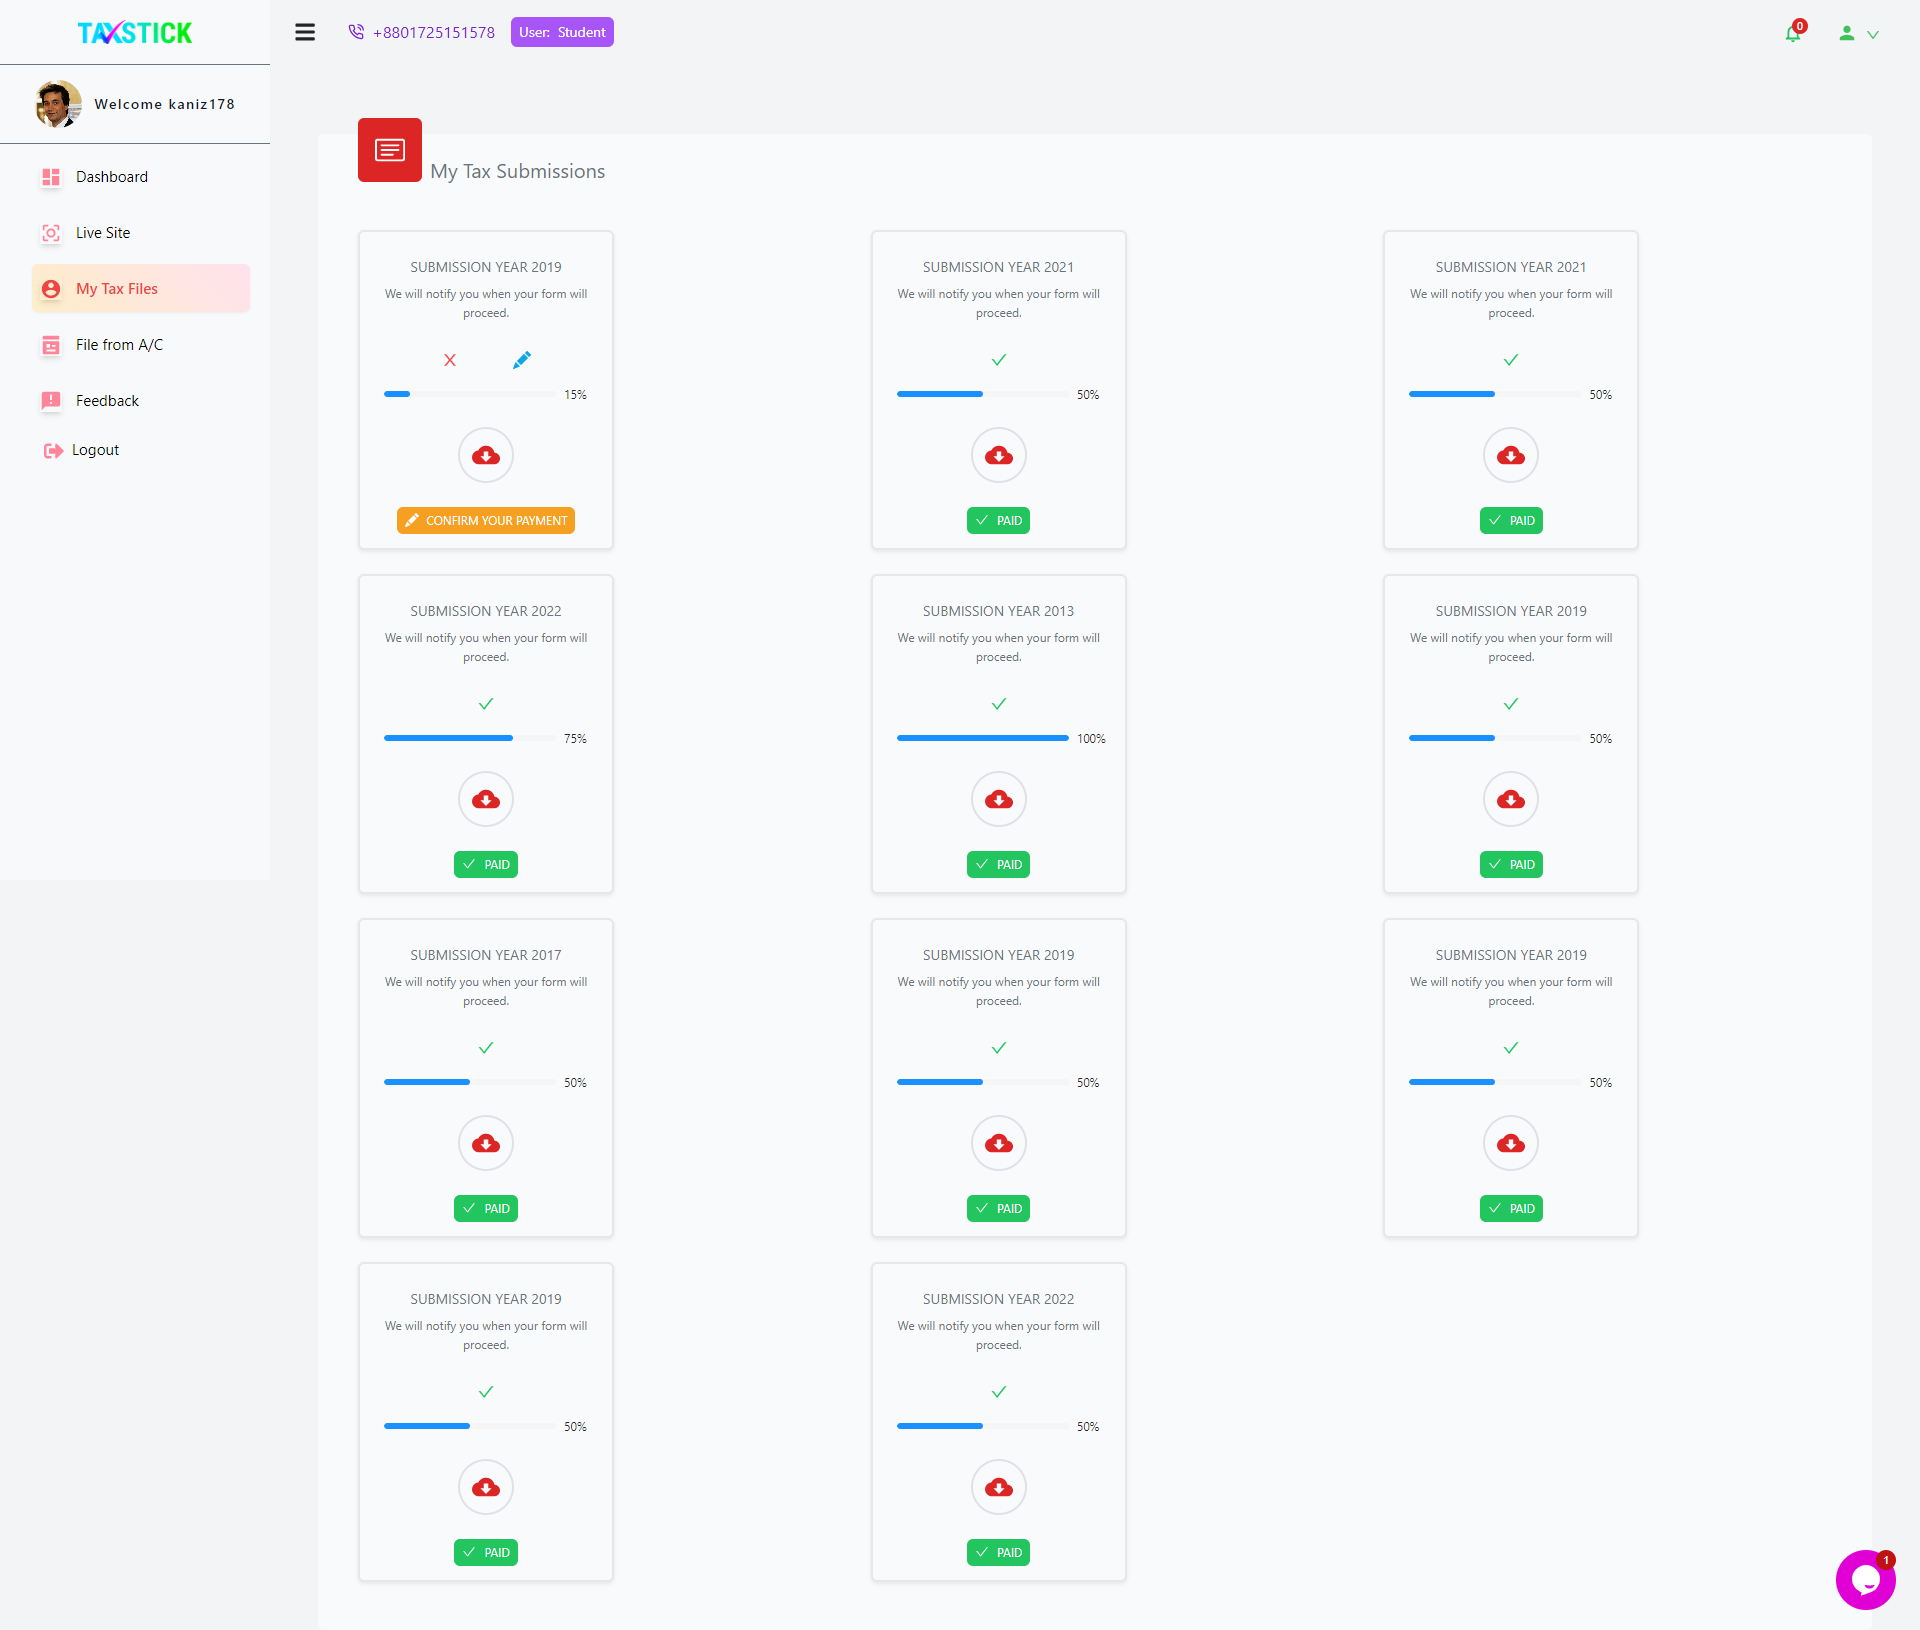 TAXSTICK
+8801725151578
User: Student
0
Welcome kaniz178
Dashboard
Live Site
My Tax Files
File from A/C
Feedback
Logout
My Tax Submissions
SUBMISSION YEAR 2019
We will notify you when your form will
proceed.
15%
CONFIRM YOUR PAYMENT
SUBMISSION YEAR 2021
We will notify you when your form will
proceed.
50%
PAID
SUBMISSION YEAR 2021
We will notify you when your form will
proceed.
50%
PAID
SUBMISSION YEAR 2022
We will notify you when your form will
proceed.
75%
PAID
SUBMISSION YEAR 2013
We will notify you when your form will
proceed.
100%
PAID
SUBMISSION YEAR 2019
We will notify you when your form will
proceed.
50%
PAID
SUBMISSION YEAR 2017
We will notify you when your form will
proceed.
50%
PAID
SUBMISSION YEAR 2019
We will notify you when your form will
proceed.
50%
PAID
SUBMISSION YEAR 2019
We will notify you when your form will
proceed.
50%
PAID
SUBMISSION YEAR 2019
We will notify you when your form will
proceed.
50%
PAID
SUBMISSION YEAR 2022
We will notify you when your form will
proceed.
50%
PAID
1